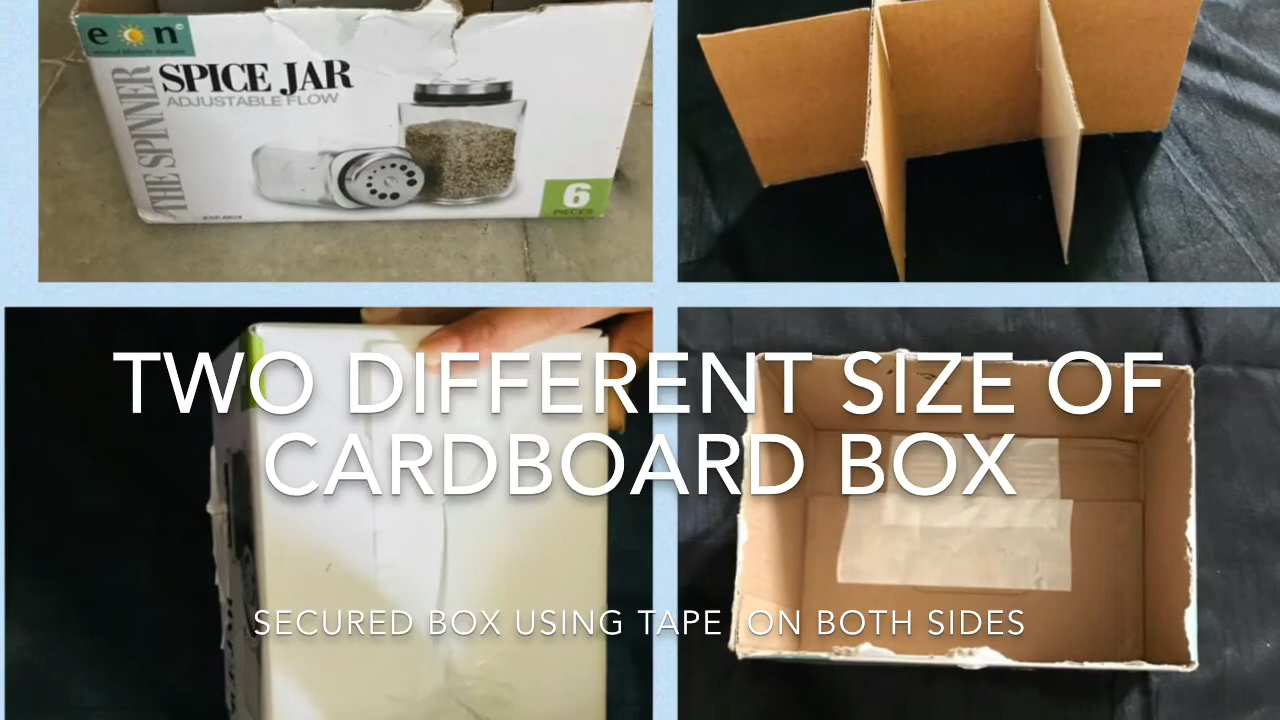 eon
SPICE JAR
ADJUSTABLE FLOW
THE SPINNER
6
PIECES
TWO DIFFERENT SIZE OF
CARDBOARD BOX
SECURED BOX USING TAPE ON BOTH SIDES